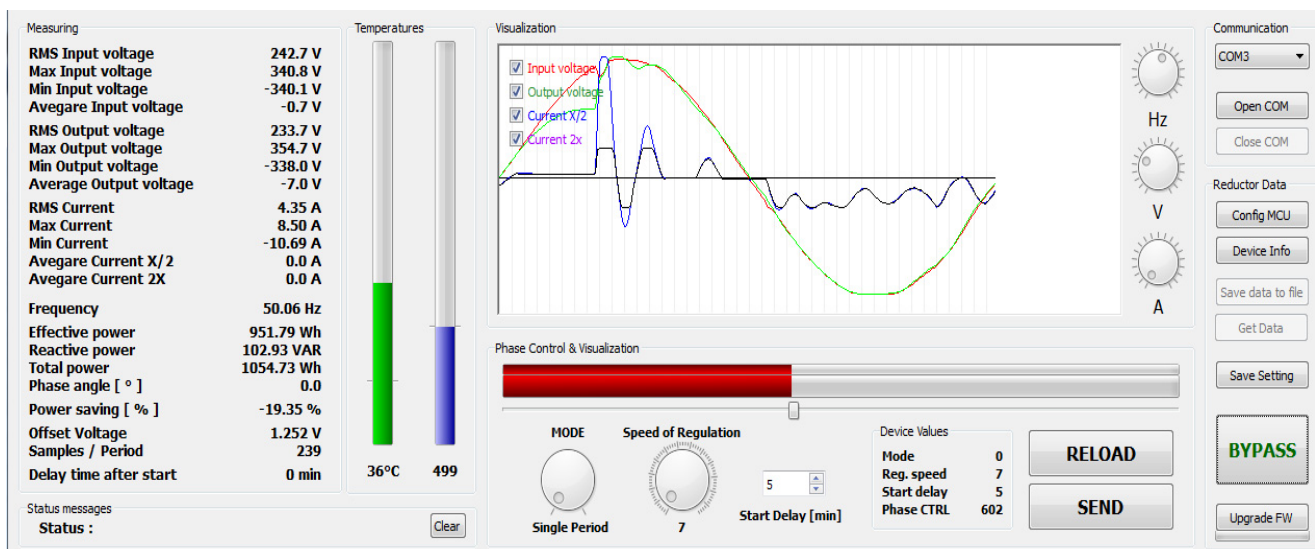 Measuring
RMS Input voltage 242.7 V
Max Input voltage 340.8 V
Min Input voltage -340.1 V
Avegare Input voltage -0.7 V
RMS Output voltage 233.7 V
Max Output voltage 354.7 V
Min Output voltage -338.0 V
Average Output voltage -7.0 V
RMS Current 4.35 A
Max Current 8.50 A
Min Current -10.69 A
Avegare Current X/2 0.0 A
Avegare Current 2X 0.0 A
Frequency 50.06 Hz
Effective power 951.79 Wh
Reactive power 102.93 VAR
Total power 1054.73 Wh
Phase angle [ ° ] 0.0
Power saving [ % ] -19.35 %
Offset Voltage 1.252 V
Samples / Period 239
Delay time after start 0 min
Status messages
Status :
Clear
Temperatures
36°C 499
Visualization
Input voltage
Output voltage
Current X/2
Current 2x
Hz
V
A
Phase Control & Visualization
MODE
Single Period
Speed of Regulation
7
5
Start Delay [min]
Device Values
Mode 0
Reg. speed 7
Start delay 5
Phase CTRL 602
RELOAD
SEND
Communication
COM3
Open COM
Close COM
Reductor Data
Config MCU
Device Info
Save data to file
Get Data
Save Setting
BYPASS
Upgrade FW